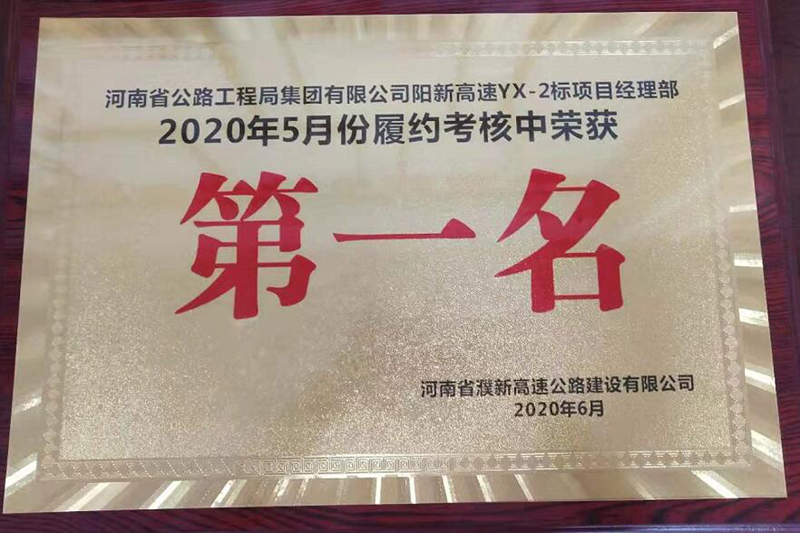 河南省公路工程局集团有限公司阳新高速YX-2标项目经理部
2020年5月份履约考核中荣获
第一名
河南省濮新高速公路建设有限公司
2020年6月